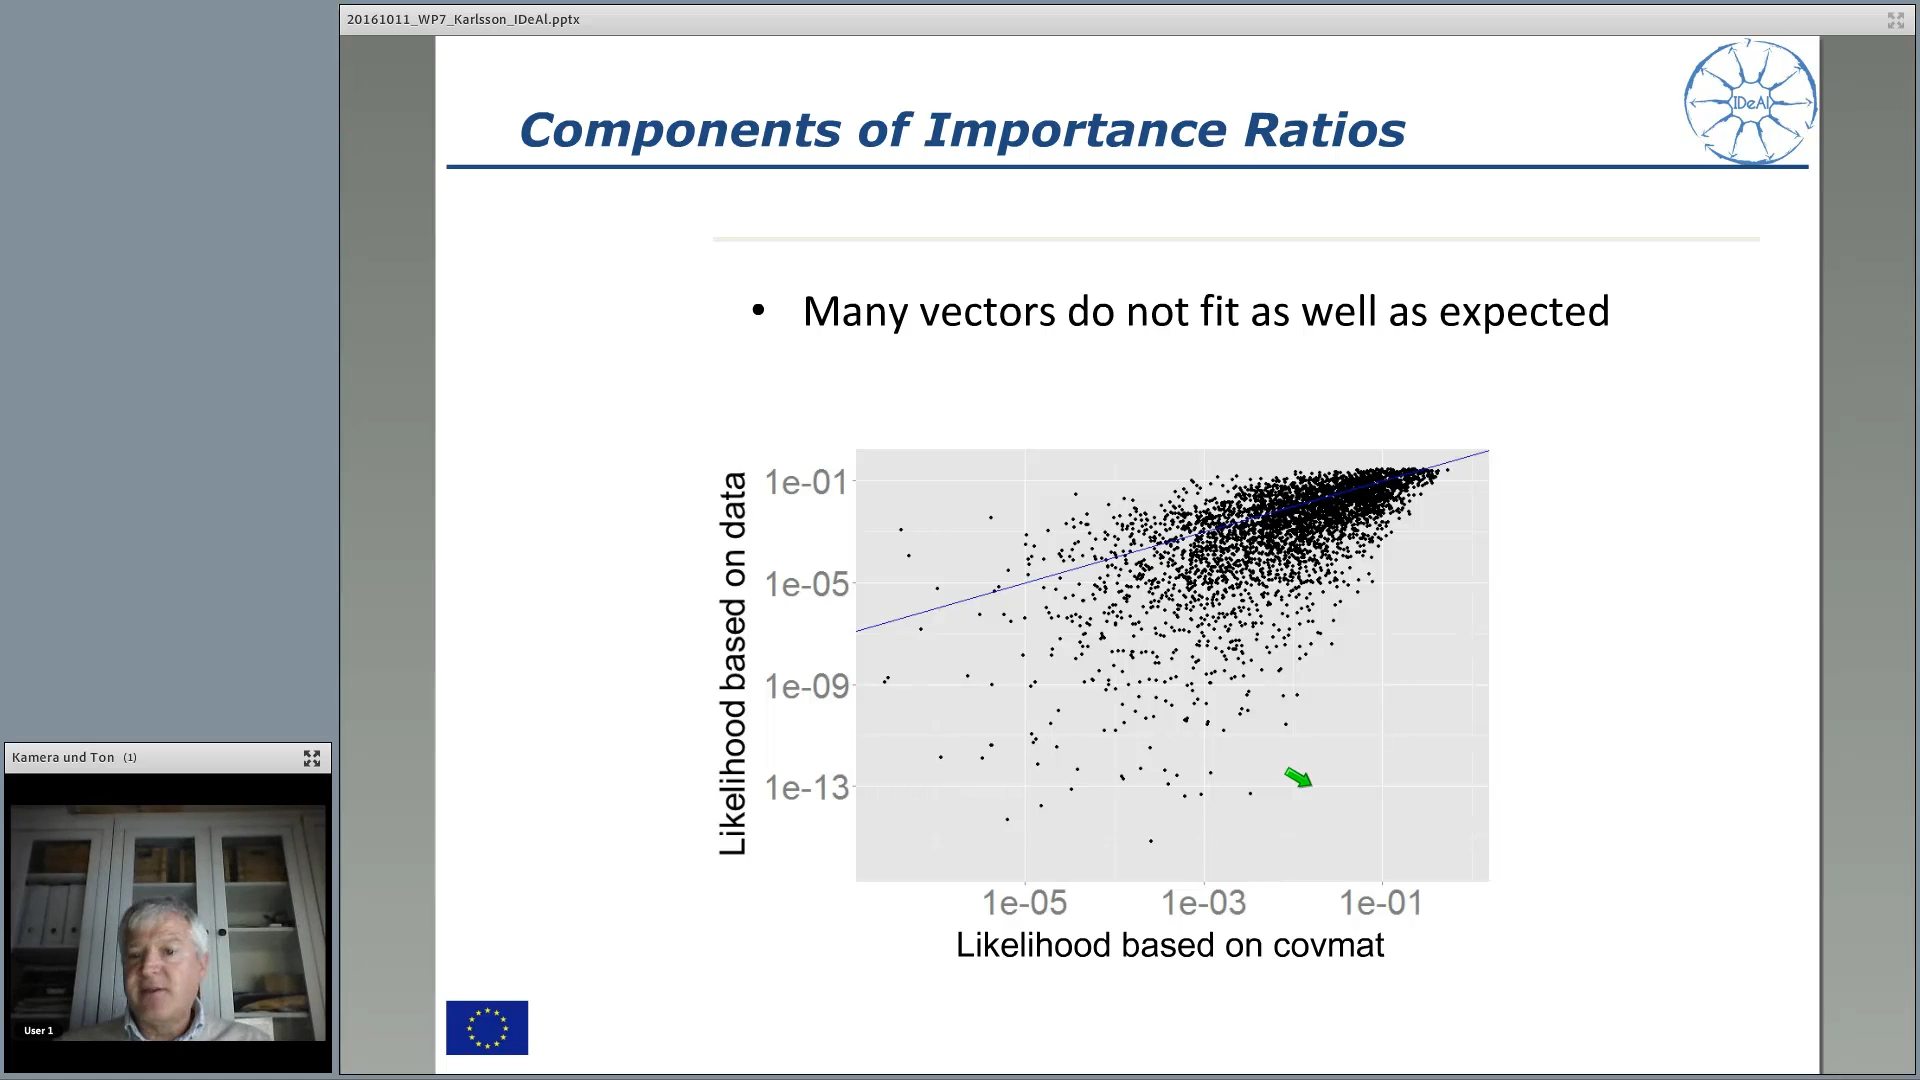 20161011_WP7_Karlsson_IDeAl.pptx
IDeAl
Components of Importance Ratios
• Many vectors do not fit as well as expected
Likelihood based on data
1e-01
1e-05
1e-09
1e-13
1e-05 1e-03 1e-01
Likelihood based on covmat
Kamera und Ton (1)
User 1